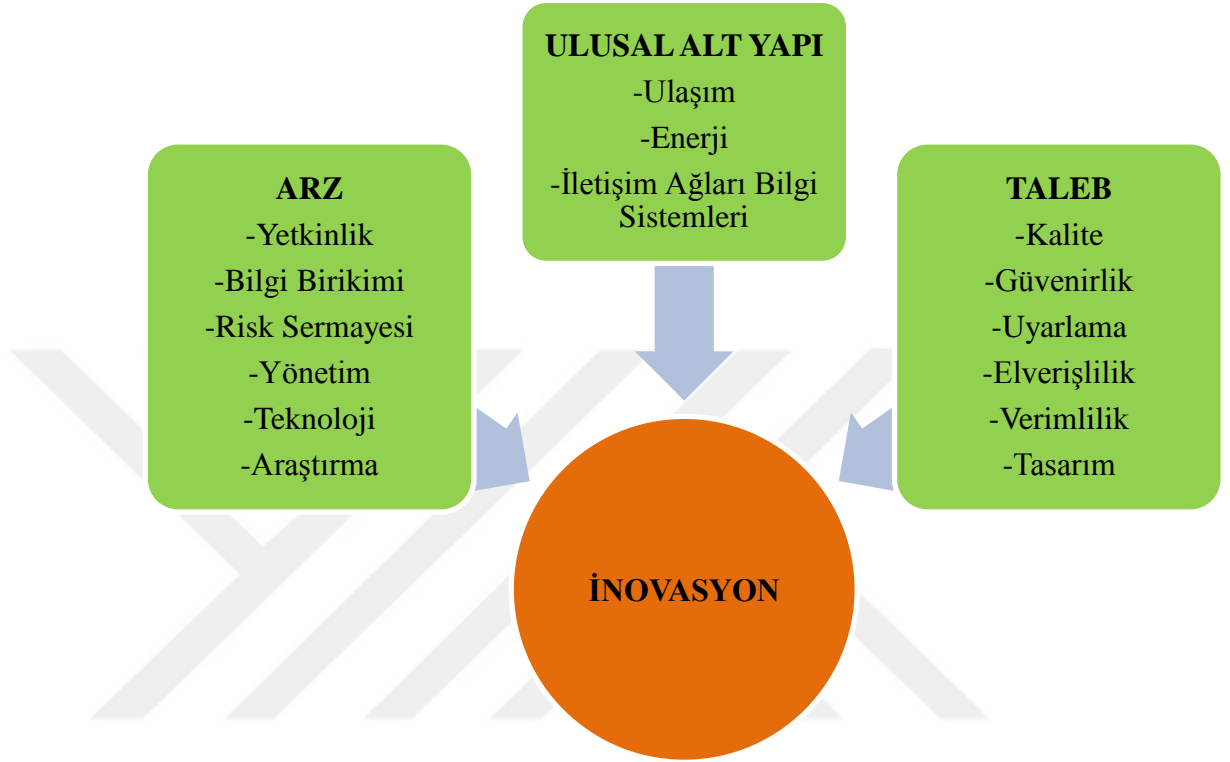 ULUSAL ALT YAPI
-Ulaşım
-Enerji
-İletişim Ağları Bilgi
Sistemleri
ARZ
-Yetkinlik
-Bilgi Birikimi
-Risk Sermayesi
-Yönetim
-Teknoloji
-Araştırma
TALEB
-Kalite
-Güvenirlik
-Uyarlama
-Elverişlilik
-Verimlilik
-Tasarım
İNOVASYON